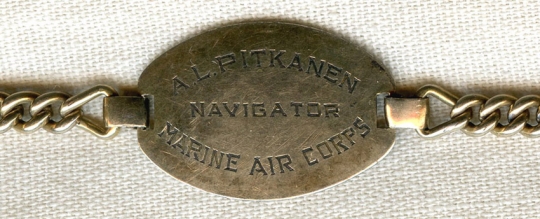 A.L. PITKANEN
NAVIGATOR
MARINE AIR CORPS